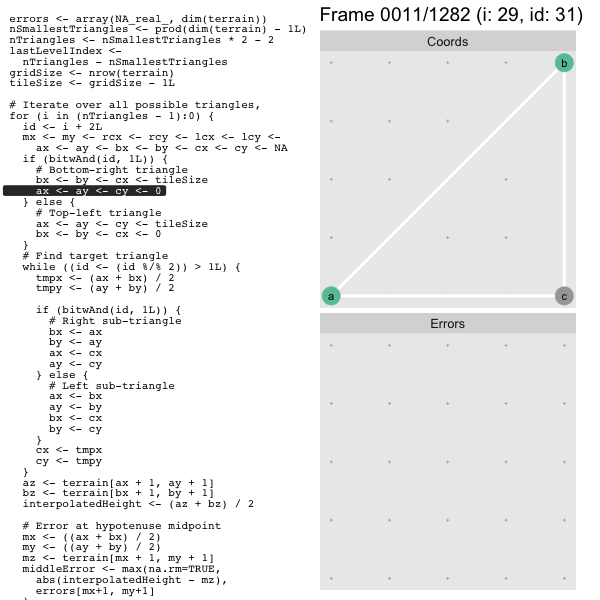 errors <- array(NA_real_, dim(terrain))
nSmallestTriangles <- prod(dim(terrain) - 1L)
nTriangles <- nSmallestTriangles * 2 - 2
lastLevelIndex <-
  nTriangles - nSmallestTriangles
gridSize <- nrow(terrain)
tileSize <- gridSize - 1L

# Iterate over all possible triangles,
for (i in (nTriangles - 1):0) {
  id <- i + 2L
  mx <- my <- rcx <- rcy <- lcx <- lcy <-
    ax <- ay <- bx <- by <- cx <- cy <- NA
  if (bitwAnd(id, 1L)) {
    # Bottom-right triangle
    bx <- by <- cx <- tileSize
    ax <- ay <- cy <- 0
  } else {
    # Top-left triangle
    ax <- ay <- cy <- tileSize
    bx <- by <- cx <- 0
  }
  # Find target triangle
  while ((id <- (id %/% 2)) > 1L) {
    tmpx <- (ax + bx) / 2
    tmpy <- (ay + by) / 2

    if (bitwAnd(id, 1L)) {
      # Right sub-triangle
      bx <- ax
      by <- ay
      ax <- cx
      ay <- cy
    } else {
      # Left sub-triangle
      ax <- bx
      ay <- by
      bx <- cx
      by <- cy
    }
    cx <- tmpx
    cy <- tmpy
  }
  az <- terrain[ax + 1, ay + 1]
  bz <- terrain[bx + 1, by + 1]
  interpolatedHeight <- (az + bz) / 2

  # Error at hypotenuse midpoint
  mx <- ((ax + bx) / 2)
  my <- ((ay + by) / 2)
  mz <- terrain[mx + 1, my + 1]
  middleError <- max(na.rm=TRUE,
    abs(interpolatedHeight - mz),
    errors[mx+1, my+1]
Frame 0011/1282 (i: 29, id: 31)
Coords
b
a
c
Errors